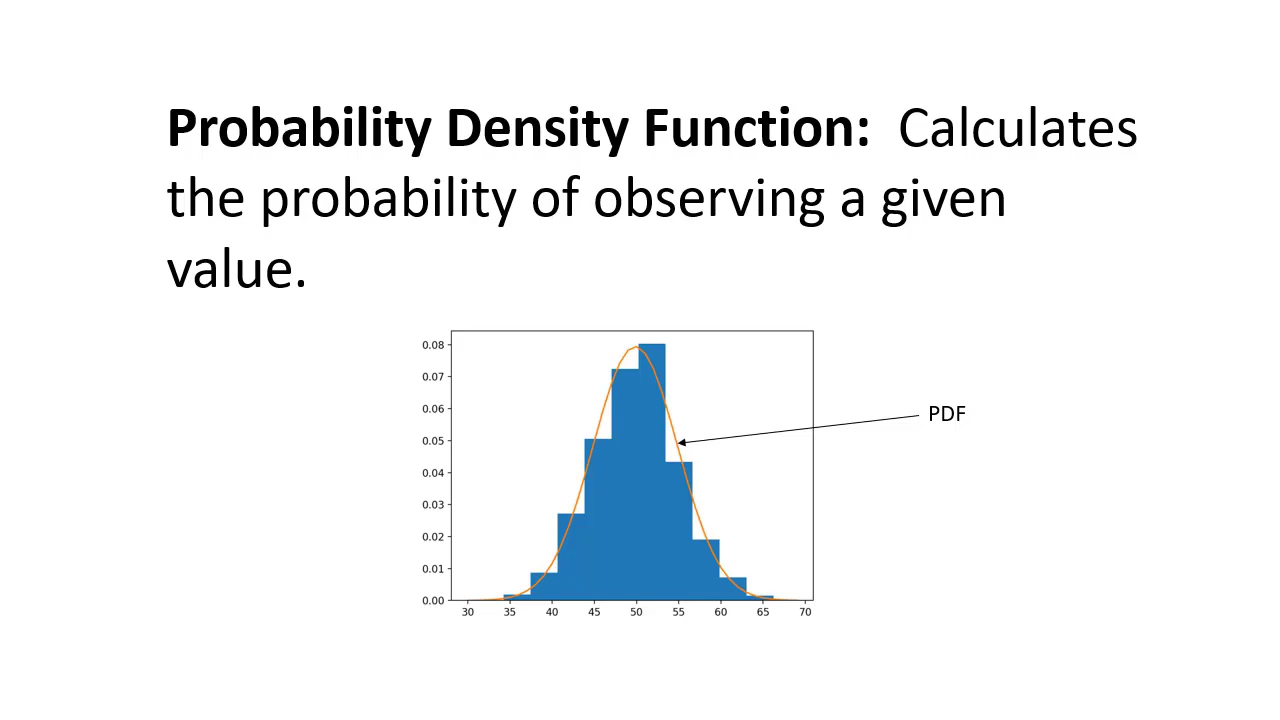 Probability Density Function: Calculates
the probability of observing a given
value.
0.08
0.07
0.06
PDF
0.05
0.04
0.03
0.02
0.01
0.00
30 35 40 45 50 55 60 65 70